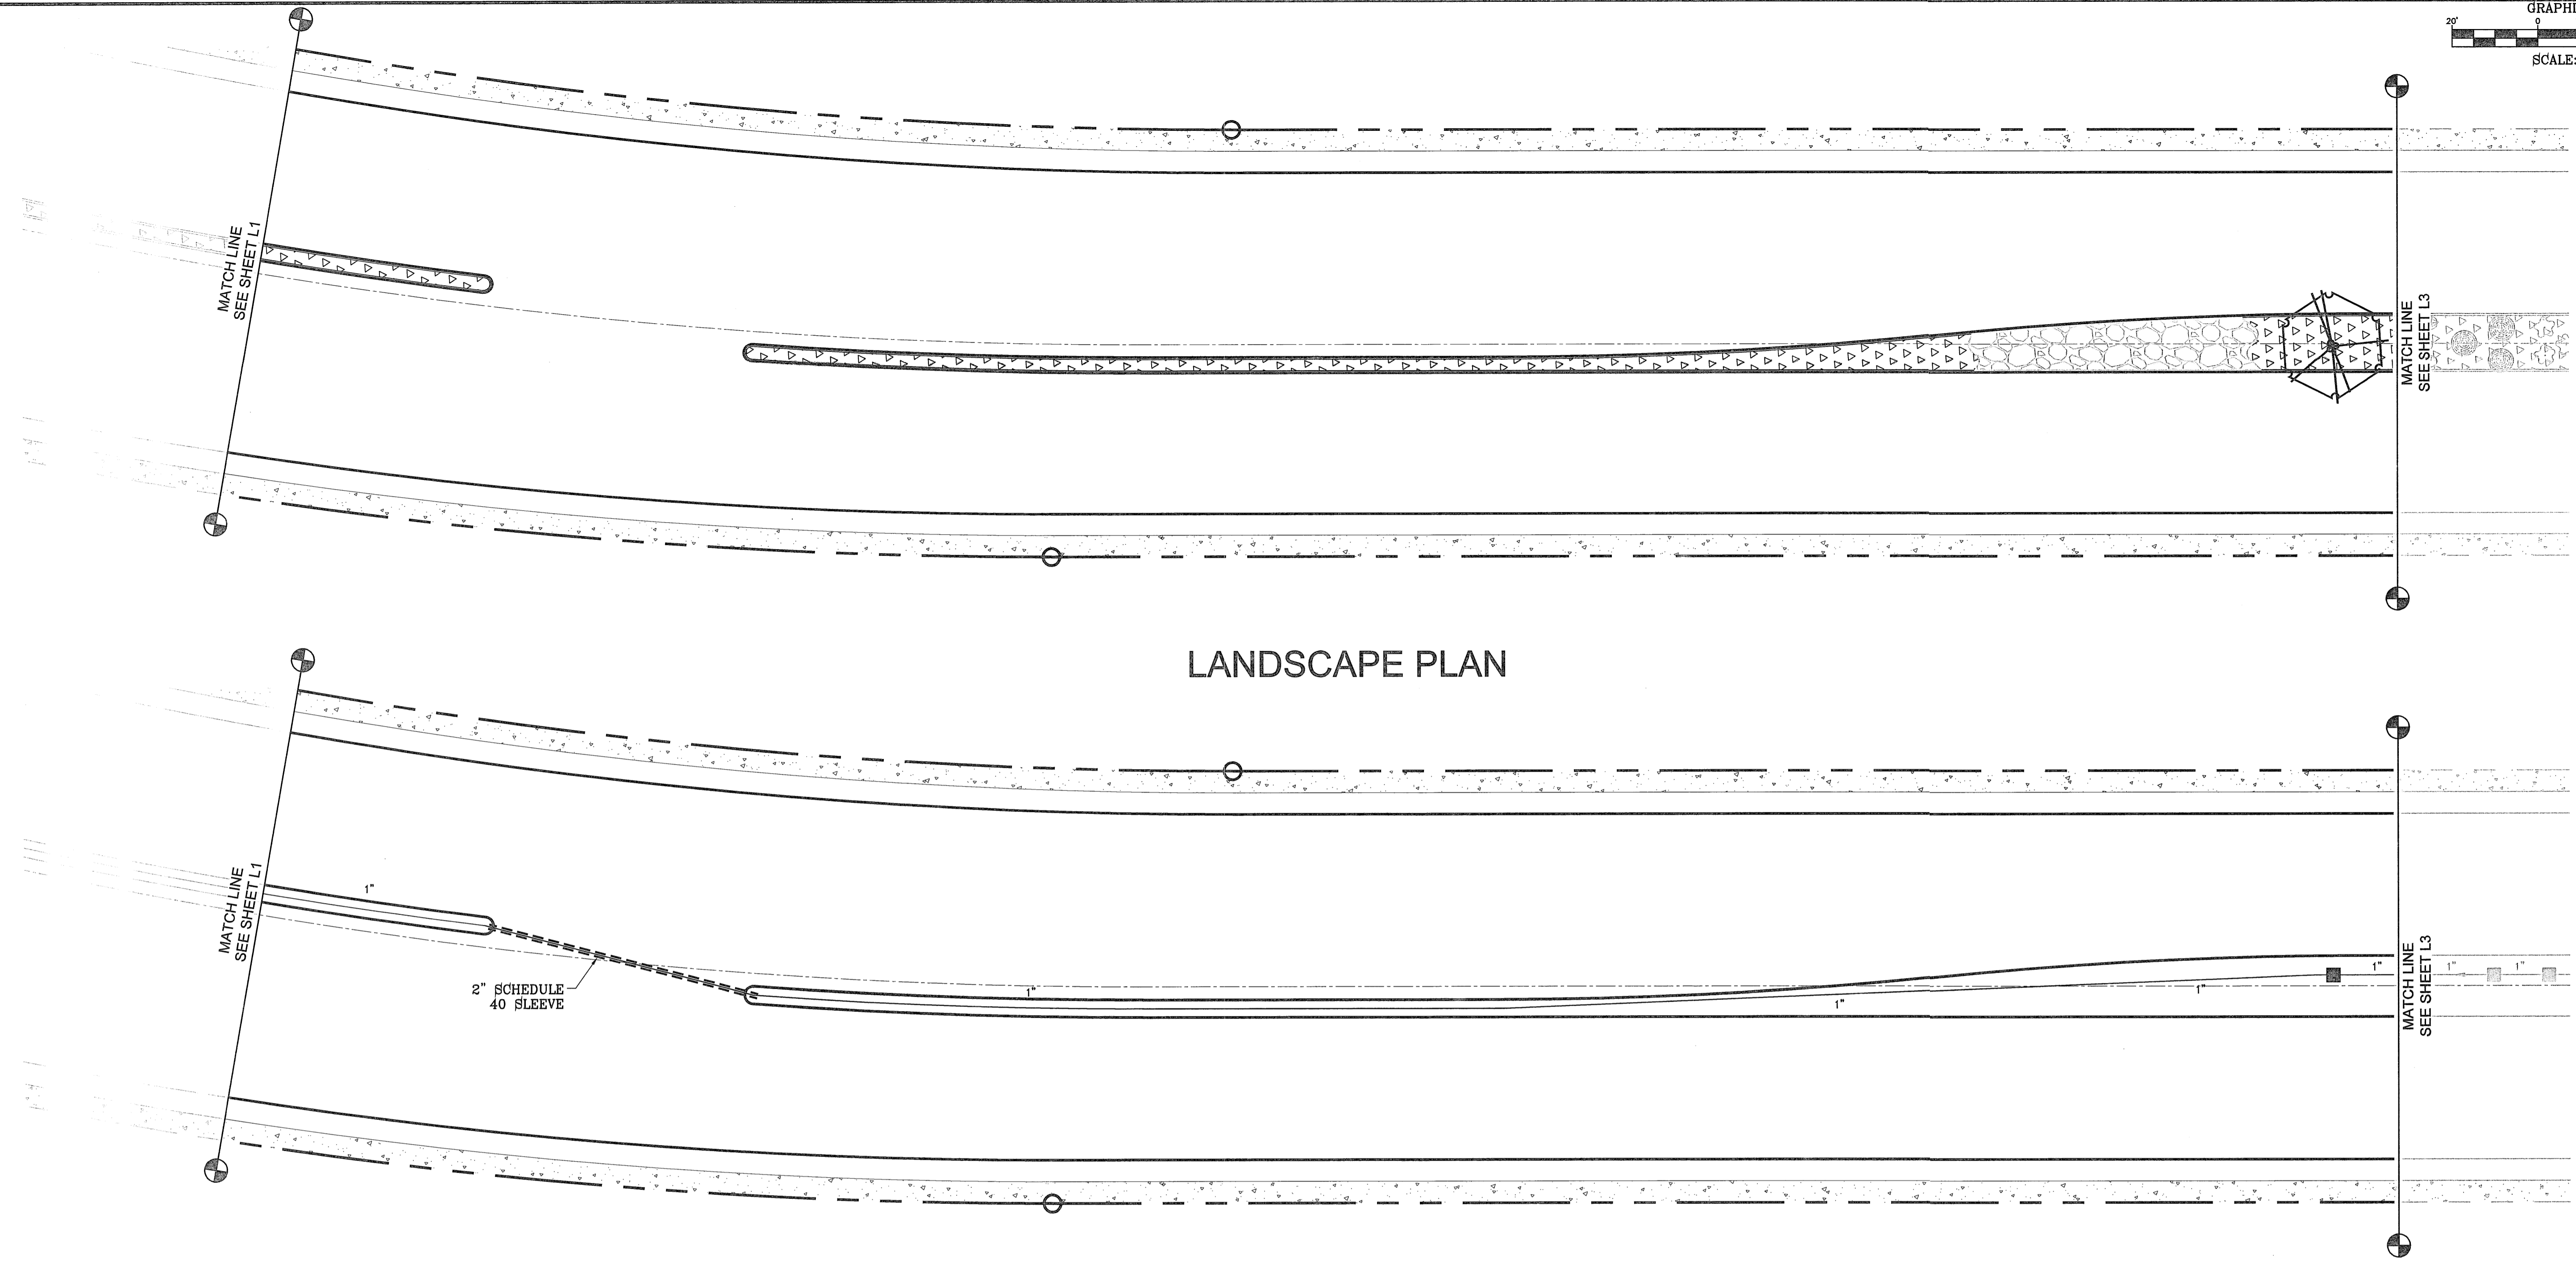 GRAPHI
20' 0
SCALE:
MATCH LINE
SEE SHEET L1
MATCH LINE
SEE SHEET L3
LANDSCAPE PLAN
MATCH LINE
SEE SHEET L1
1"
2" SCHEDULE
40 SLEEVE
1"
1"
1"
1"
MATCH LINE
SEE SHEET L3
1"
1"